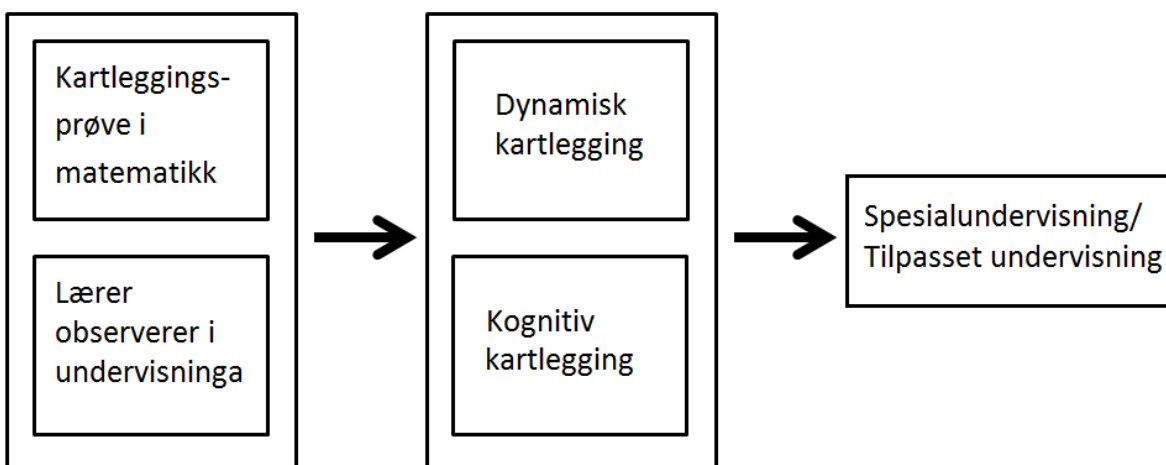 Kartleggings-
prøve i
matematikk
Lærer
observerer i
undervisninga
Dynamisk
kartlegging
Kognitiv
kartlegging
Spesialundervisning/
Tilpasset undervisning